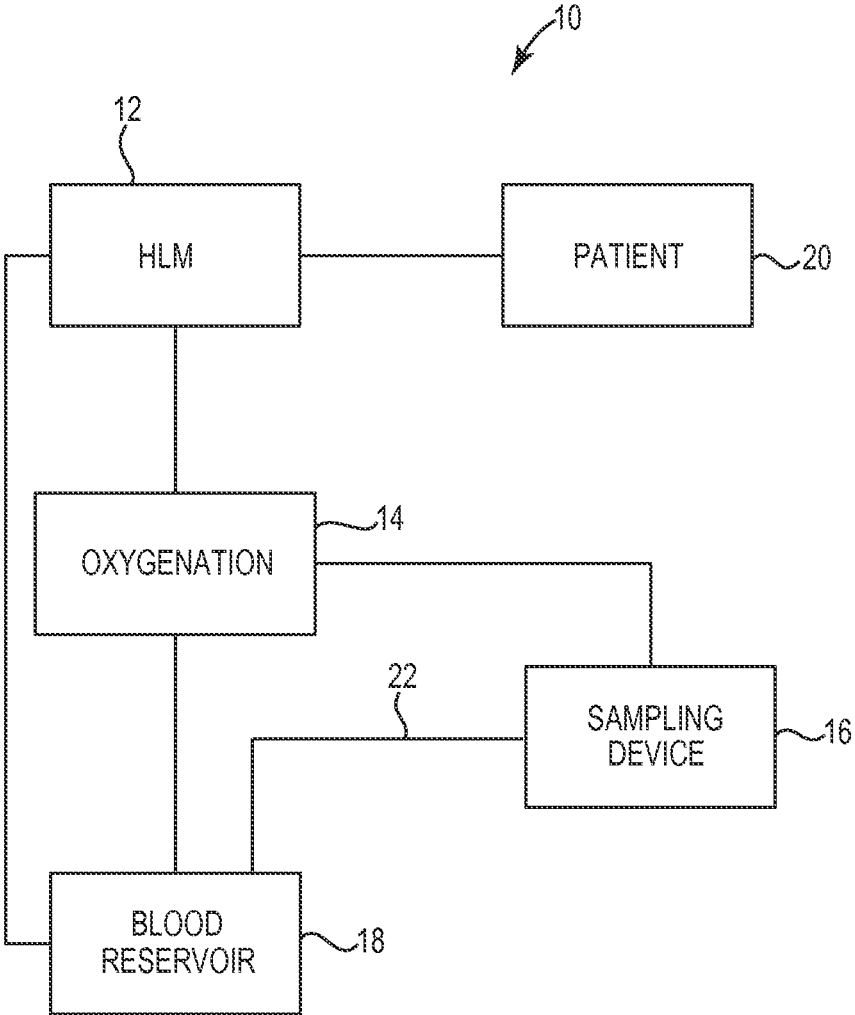 10
12
HLM
PATIENT
20
14
OXYGENATION
22
SAMPLING
DEVICE
16
BLOOD
RESERVOIR
18